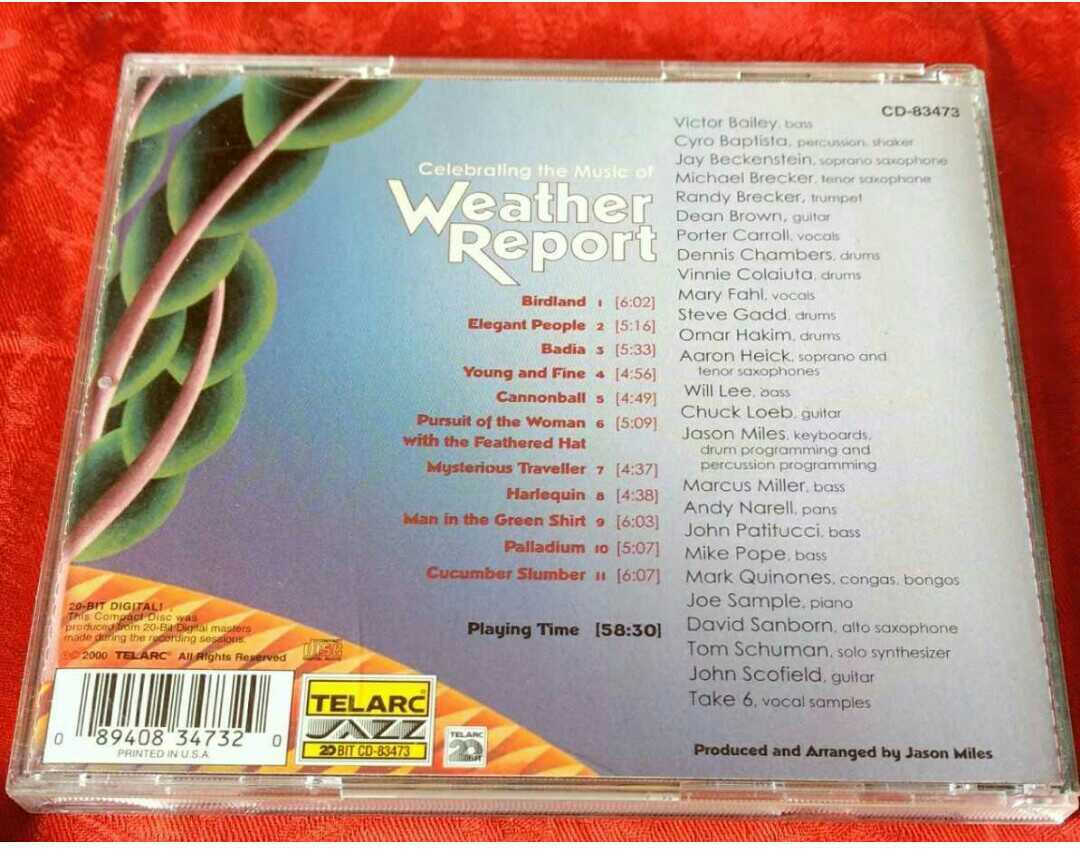 CD-83473
Celebrating the Music of
Weather
Report
Birdland 1 [6:02]
Elegant People 2 [5:16]
Badia 3 [5:33]
Young and Fine 4 [4:56]
Cannonball 5 [4:49]
Pursuit of the Woman 6 [5:09]
with the Feathered Hat
Mysterious Traveller 7 [4:37]
Harlequin 8 [4:38]
Man in the Green Shirt 9 [6:03]
Palladium 10 [5:07]
Cucumber Slumber 11 [6:07]
Playing Time [58:30]
Victor Bailey, bass
Cyro Baptista, percussion, shaker
Jay Beckenstein, soprano saxophone
Michael Brecker, tenor saxophone
Randy Brecker, trumpet
Dean Brown, guitar
Porter Carroll, vocals
Dennis Chambers, drums
Vinnie Colaiuta, drums
Mary Fahl, vocals
Steve Gadd, drums
Omar Hakim, drums
Aaron Heick, soprano and
tenor saxophones
Will Lee, bass
Chuck Loeb, guitar
Jason Miles, keyboards,
drum programming and
percussion programming
Marcus Miller, bass
Andy Narell, pans
John Patitucci, bass
Mike Pope, bass
Mark Quinones, congas, bongos
Joe Sample, piano
David Sanborn, alto saxophone
Tom Schuman, solo synthesizer
John Scofield, guitar
Take 6, vocal samples
Produced and Arranged by Jason Miles
20-BIT DIGITAL!
This Compact Disc was
produced from 20-Bit Digital masters
made during the recording sessions.
℗© 2000 TELARC® All Rights Reserved
0 89408 34732 0
PRINTED IN U.S.A.
TELARC®
JAZZ
20 BIT CD-83473
TELARC
20
BIT